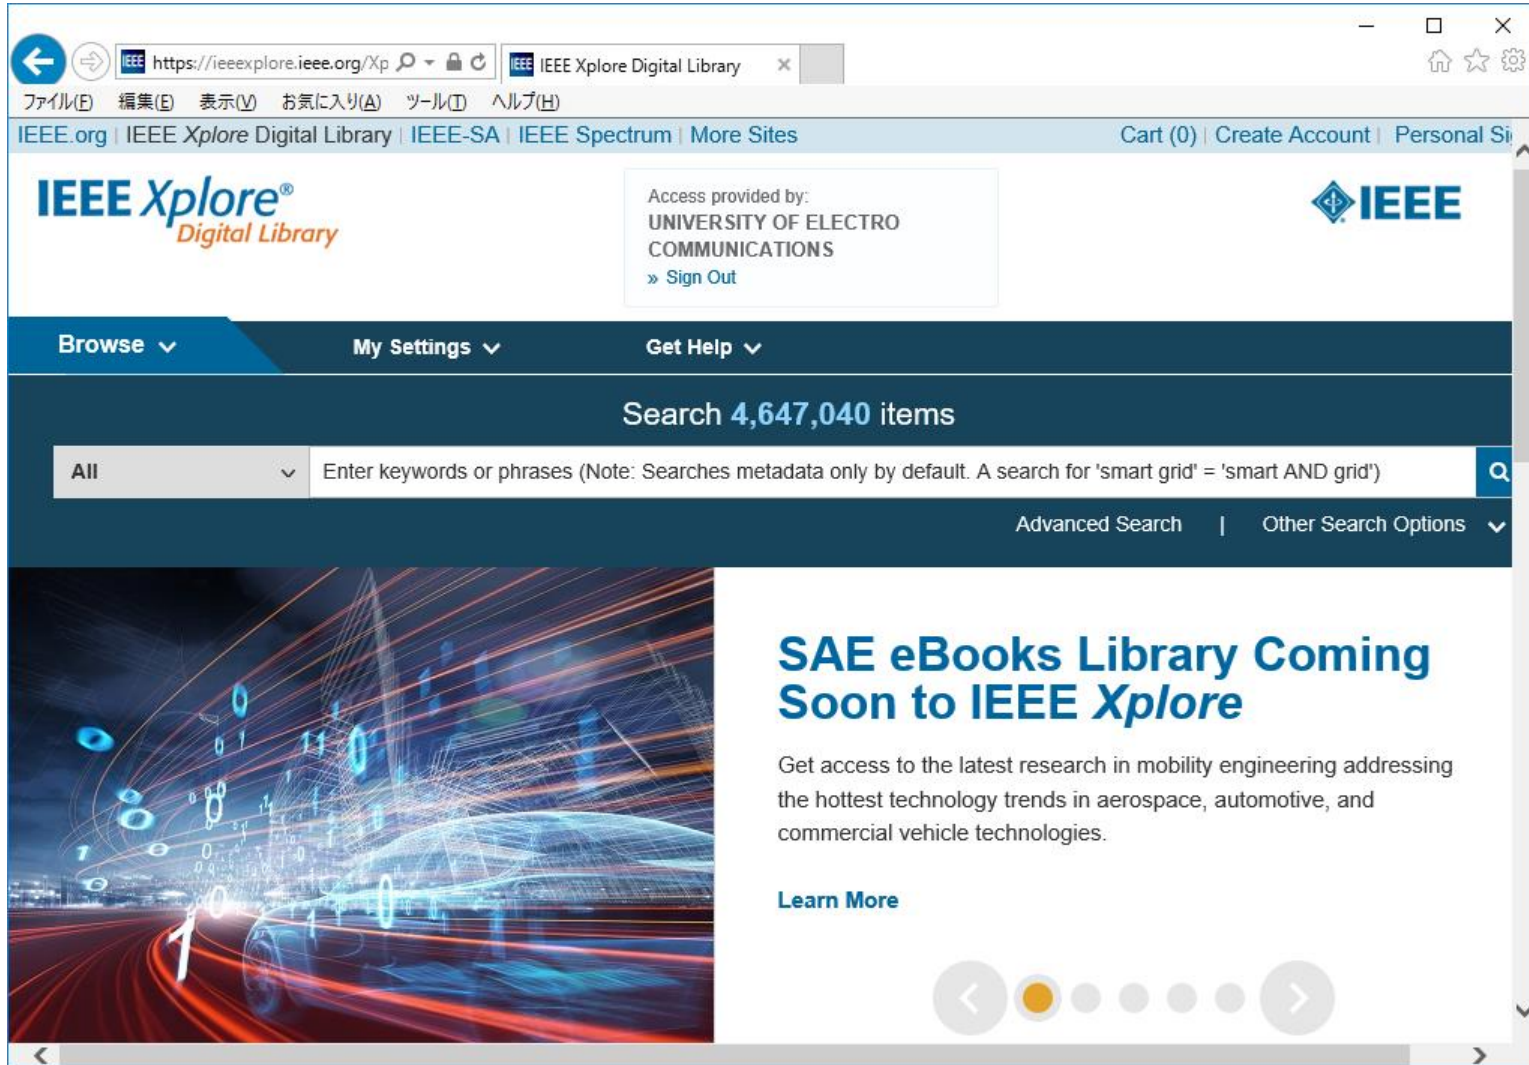 https://ieeexplore.ieee.org/Xp
IEEE Xplore Digital Library
ファイル(F) 編集(E) 表示(V) お気に入り(A) ツール(T) ヘルプ(H)
IEEE.org | IEEE Xplore Digital Library | IEEE-SA | IEEE Spectrum | More Sites
Cart (0) | Create Account | Personal
IEEE Xplore®
Digital Library
Access provided by:
UNIVERSITY OF ELECTRO
COMMUNICATIONS
» Sign Out
IEEE
Browse
My Settings
Get Help
Search 4,647,040 items
All
Enter keywords or phrases (Note: Searches metadata only by default. A search for 'smart grid' = 'smart AND grid')
Advanced Search | Other Search Options
SAE eBooks Library Coming
Soon to IEEE Xplore
Get access to the latest research in mobility engineering addressing
the hottest technology trends in aerospace, automotive, and
commercial vehicle technologies.
Learn More